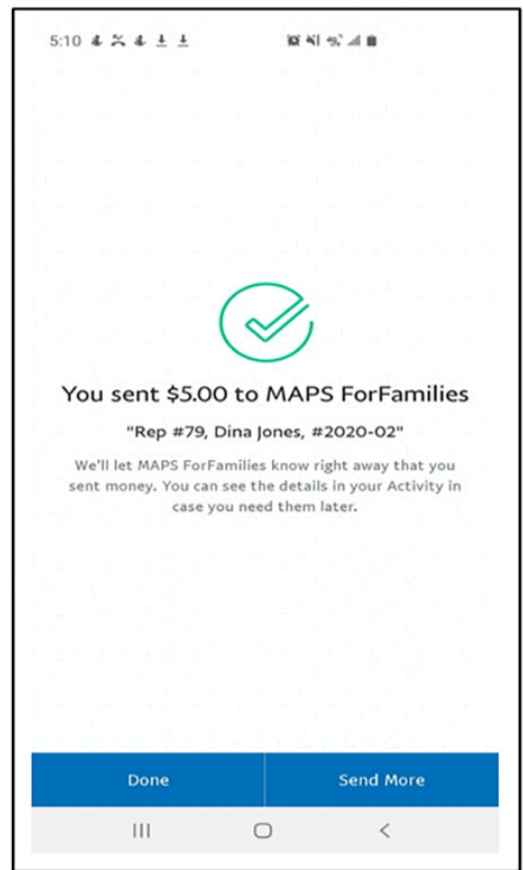 5:10
You sent $5.00 to MAPS ForFamilies
"Rep #79, Dina Jones, #2020-02"
We'll let MAPS ForFamilies know right away that you
sent money. You can see the details in your Activity in
case you need them later.
Done Send More